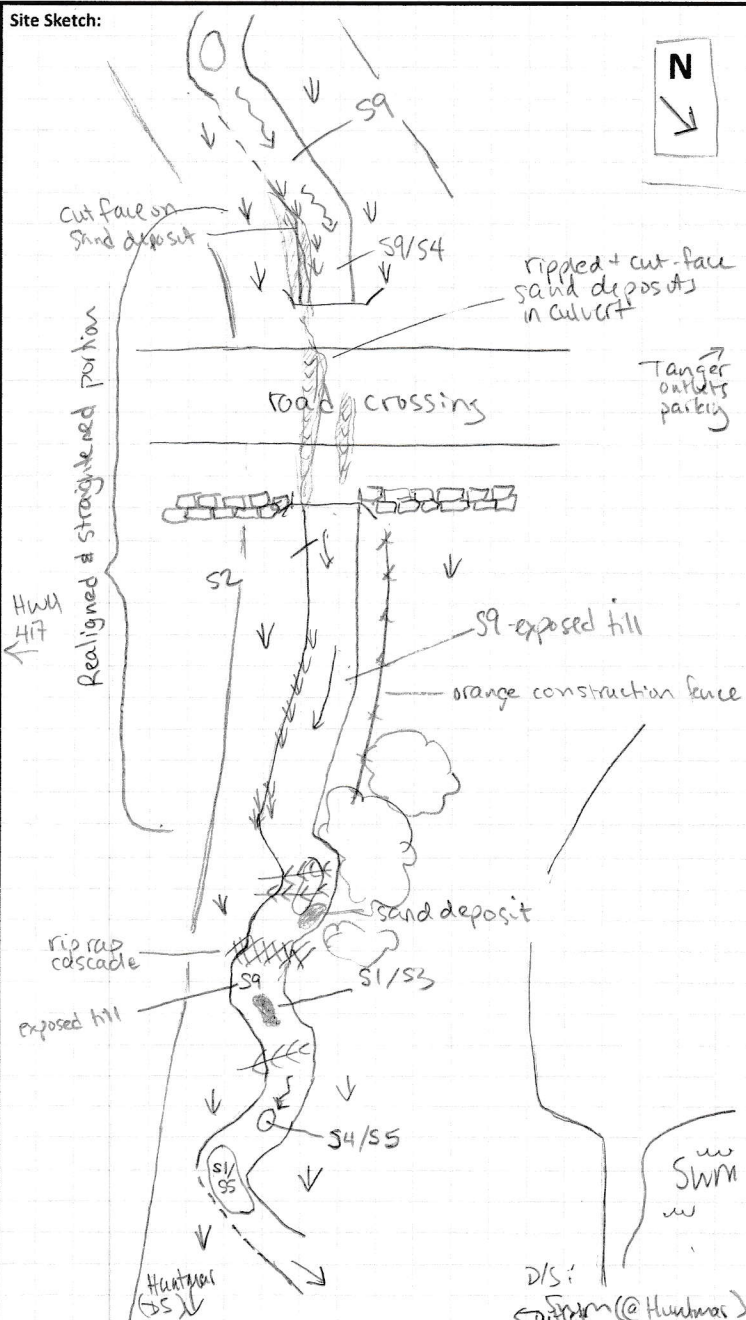 Site Sketch:
N
S9
cut face on
sand deposit
S9/S4
rippled + cut-face
sand deposits
in culvert
Realigned & straightened portion
Tanger
outlets
parking
road crossing
S2
Hwy
417
S9-exposed till
orange construction fence
sand deposit
rip rap
cascade
S9
S1/S3
exposed till
S4/S5
S1/
S5
SWM
Huntmar
(DS)
D/S:
(@ Huntmar)